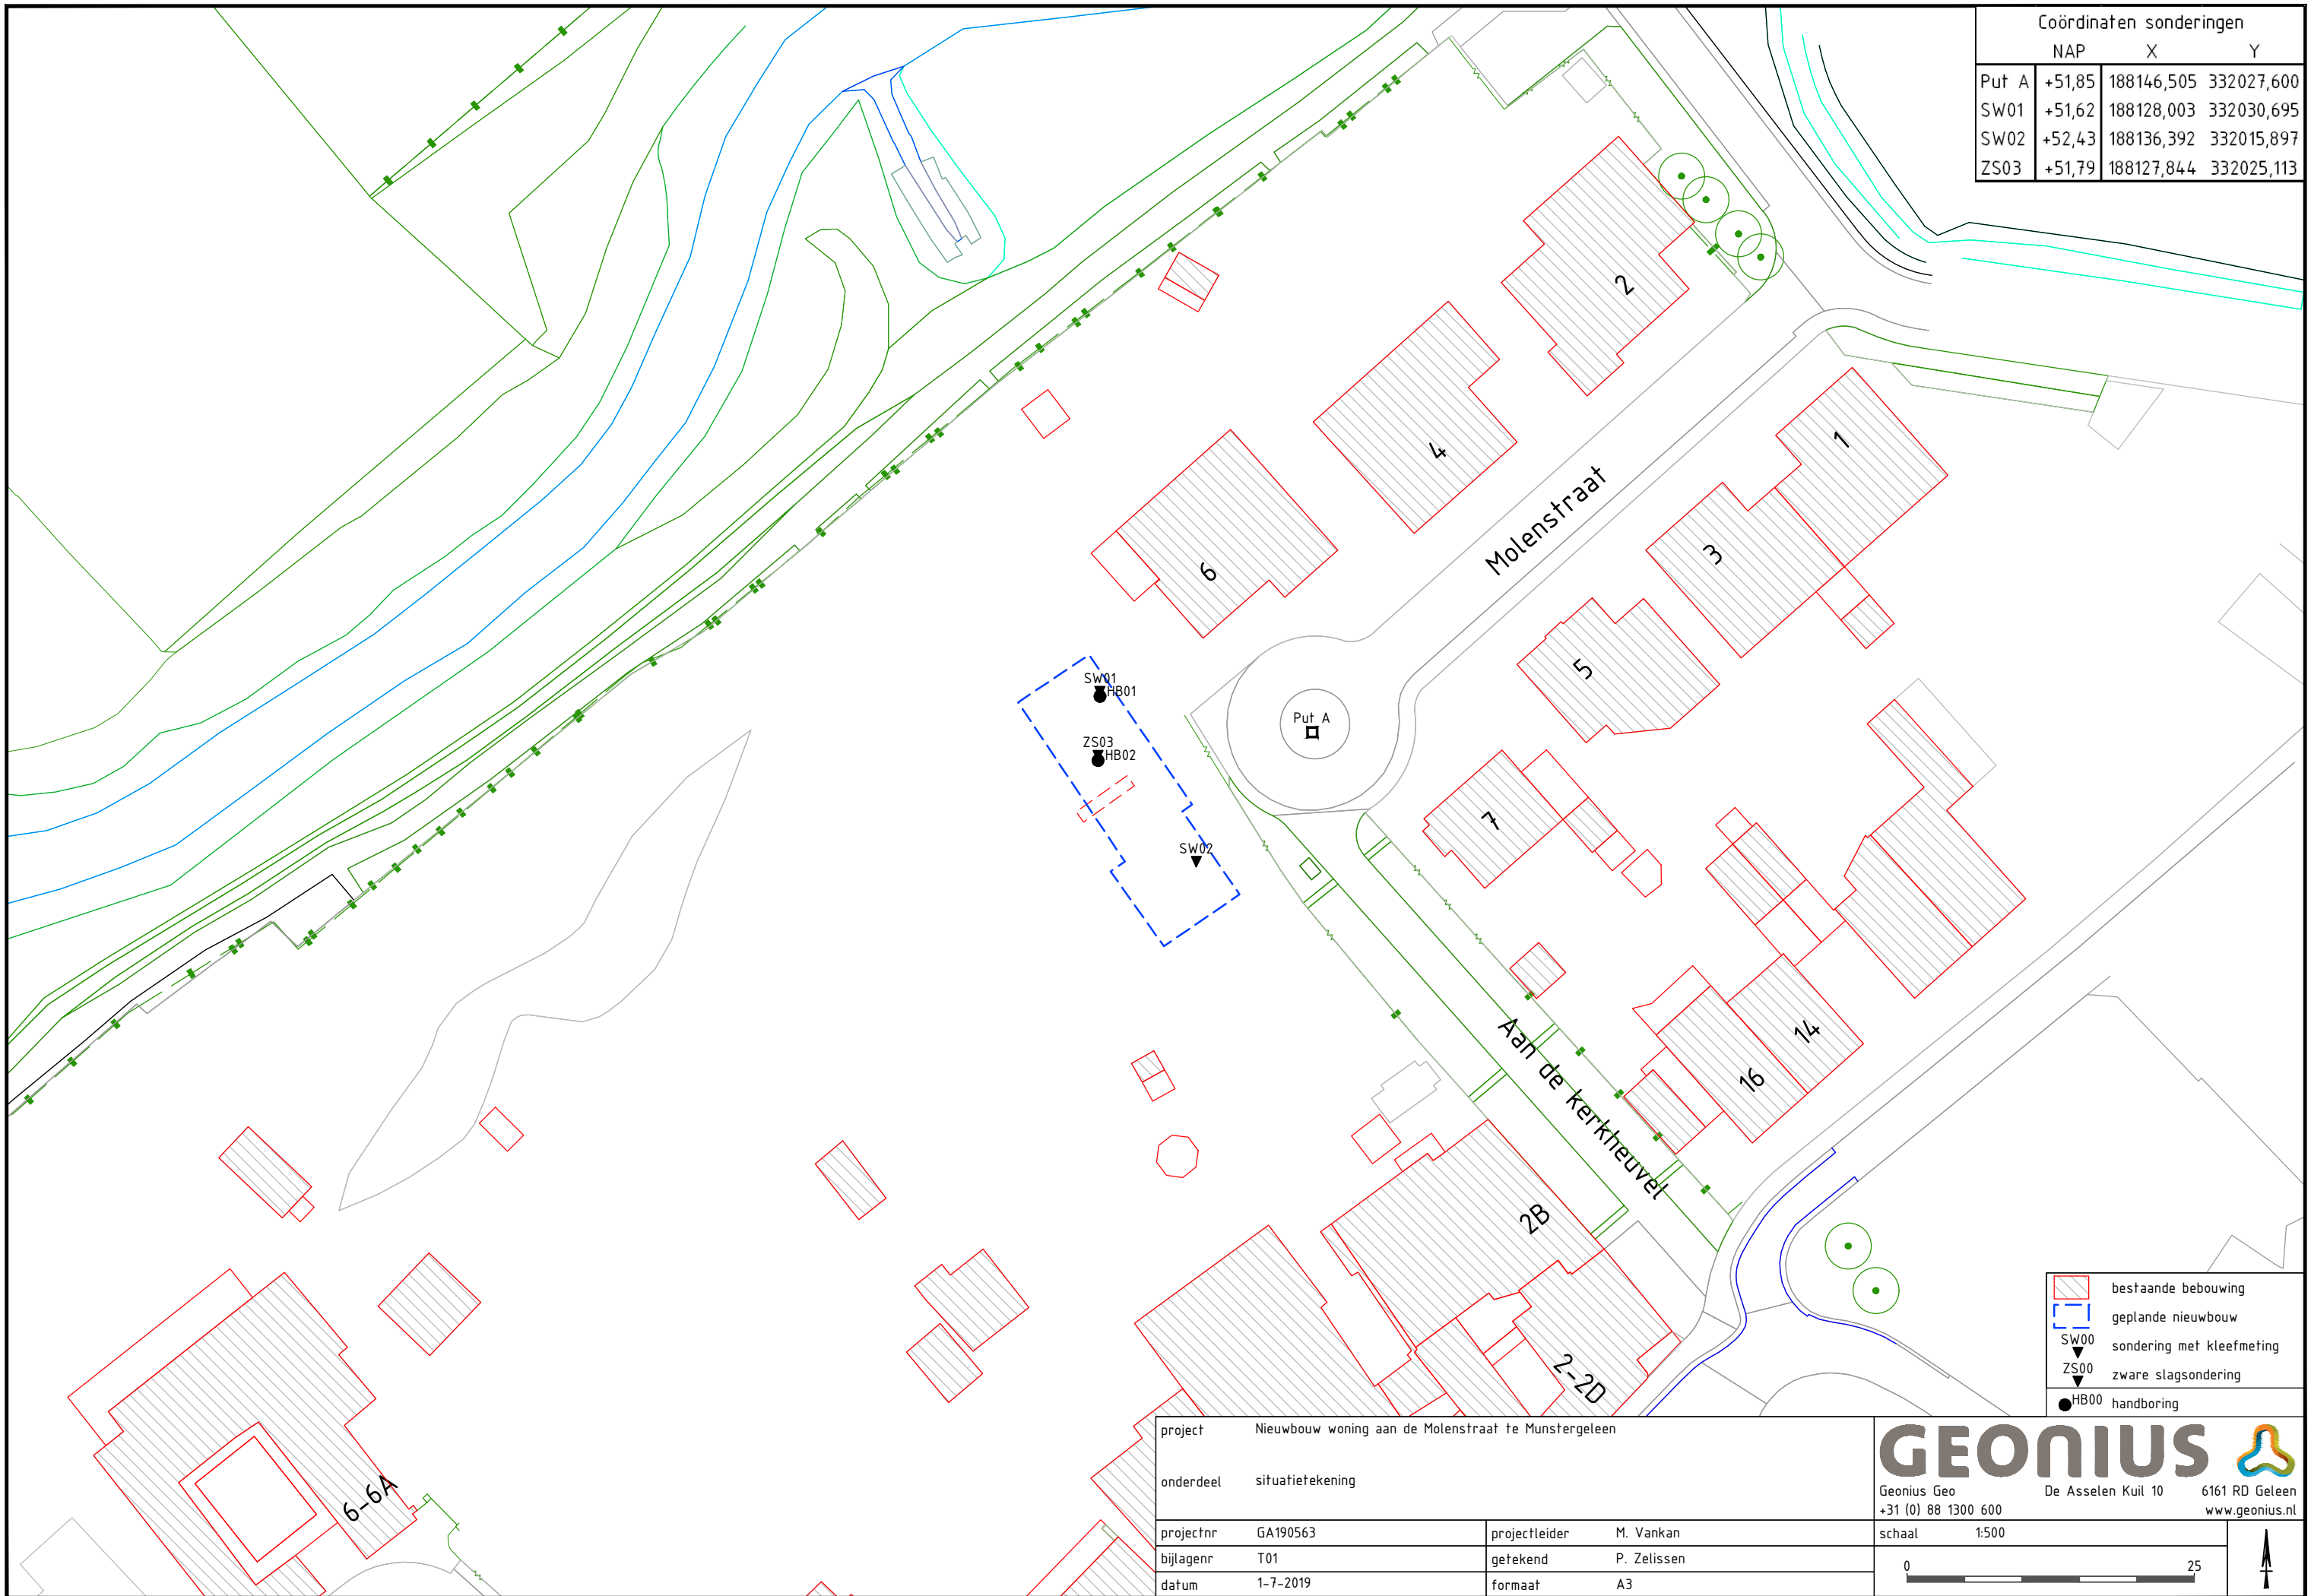 Coördinaten sonderingen
NAP X Y
Put A +51,85 188146,505 332027,600
SW01 +51,62 188128,003 332030,695
SW02 +52,43 188136,392 332015,897
ZS03 +51,79 188127,844 332025,113
2
4
1
6
3
Molenstraat
5
SW01
HB01
Put A
ZS03
HB02
7
SW02
Aan de kerkheuvel
14
16
2B
2-2D
6-6A
bestaande bebouwing
geplande nieuwbouw
SW00 sondering met kleefmeting
ZS00 zware slagsondering
HB00 handboring
project Nieuwbouw woning aan de Molenstraat te Munstergeleen
onderdeel situatietekening
projectnr GA190563 projectleider M. Vankan
bijlagenr T01 getekend P. Zelissen
datum 1-7-2019 formaat A3
GEONIUS
Geonius Geo De Asselen Kuil 10 6161 RD Geleen
+31 (0) 88 1300 600 www.geonius.nl
schaal 1:500
0 25